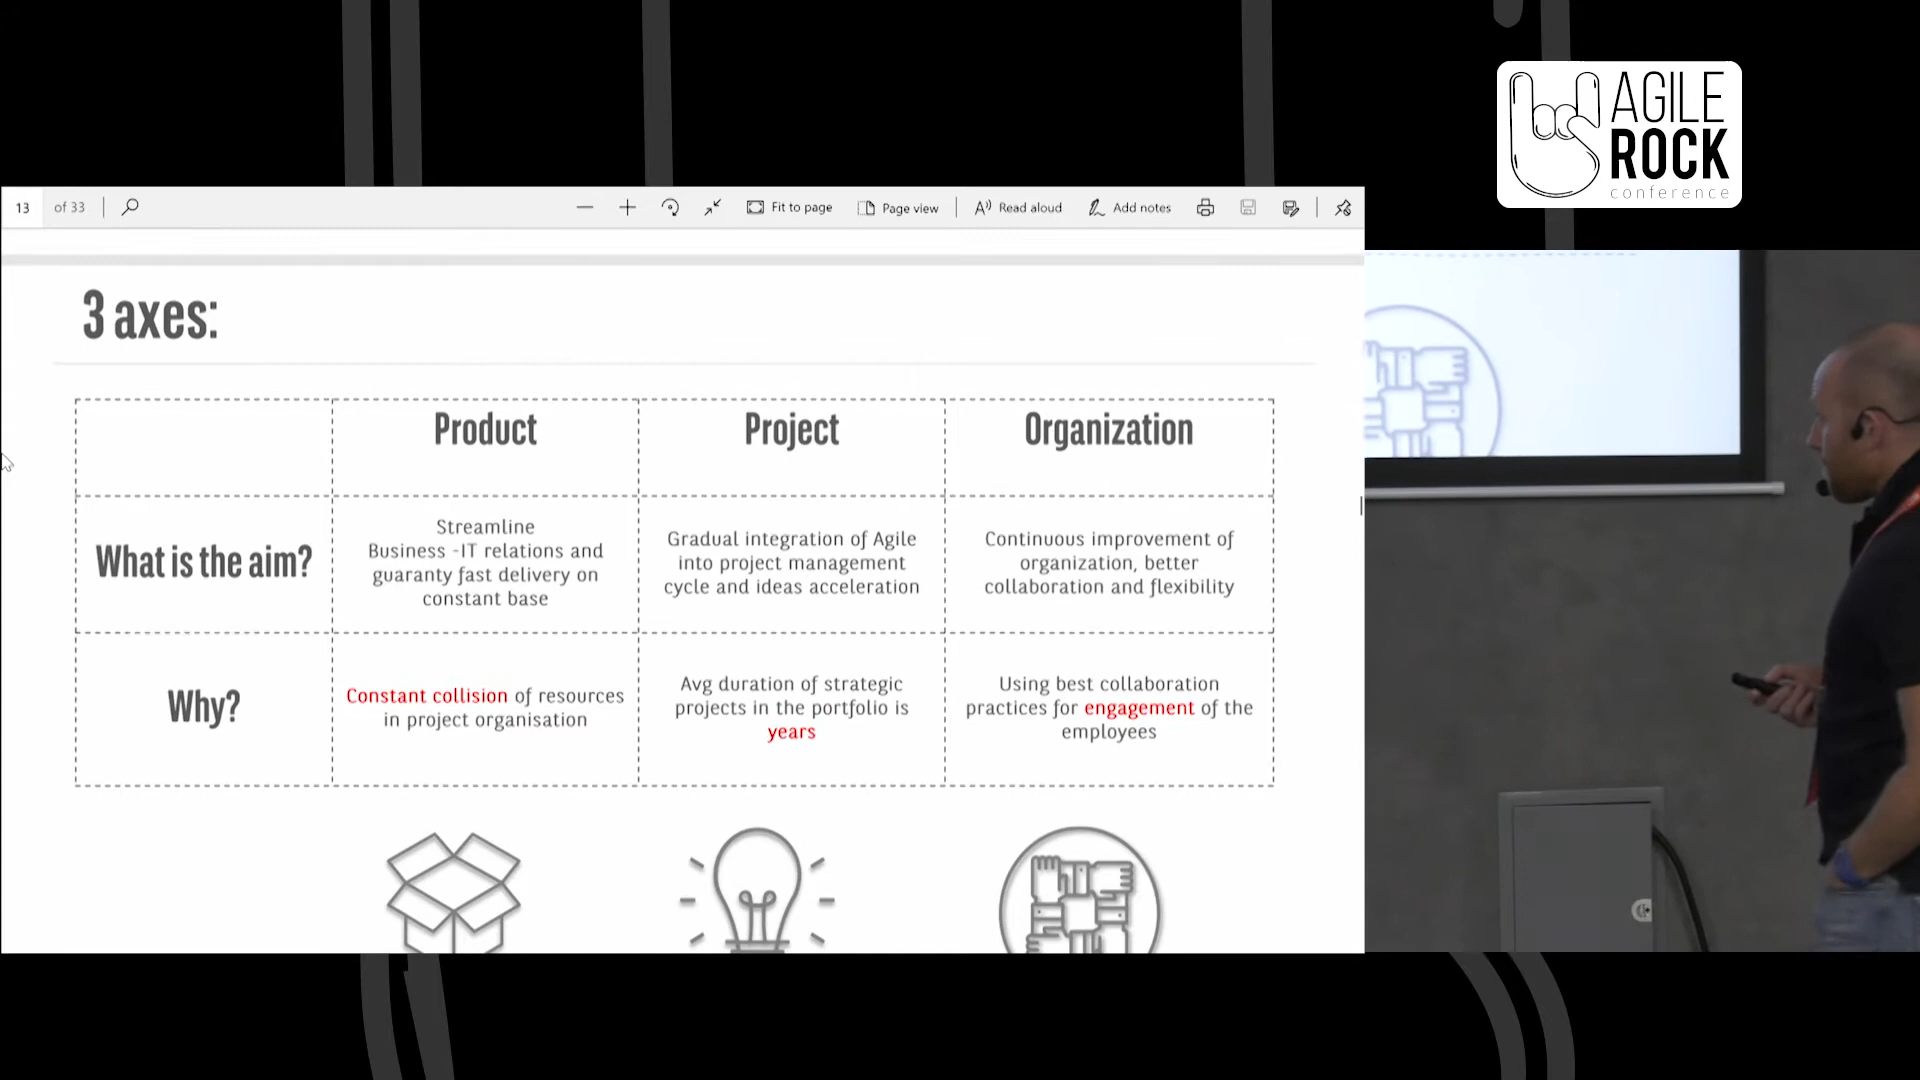 AGILE
ROCK
conference
13 of 33
Fit to page
Page view
Read aloud
Add notes
3 axes:
Product
Project
Organization
What is the aim?
Streamline
Business -IT relations and
guaranty fast delivery on
constant base
Gradual integration of Agile
into project management
cycle and ideas acceleration
Continuous improvement of
organization, better
collaboration and flexibility
Why?
Constant collision of resources
in project organisation
Avg duration of strategic
projects in the portfolio is
years
Using best collaboration
practices for engagement of the
employees